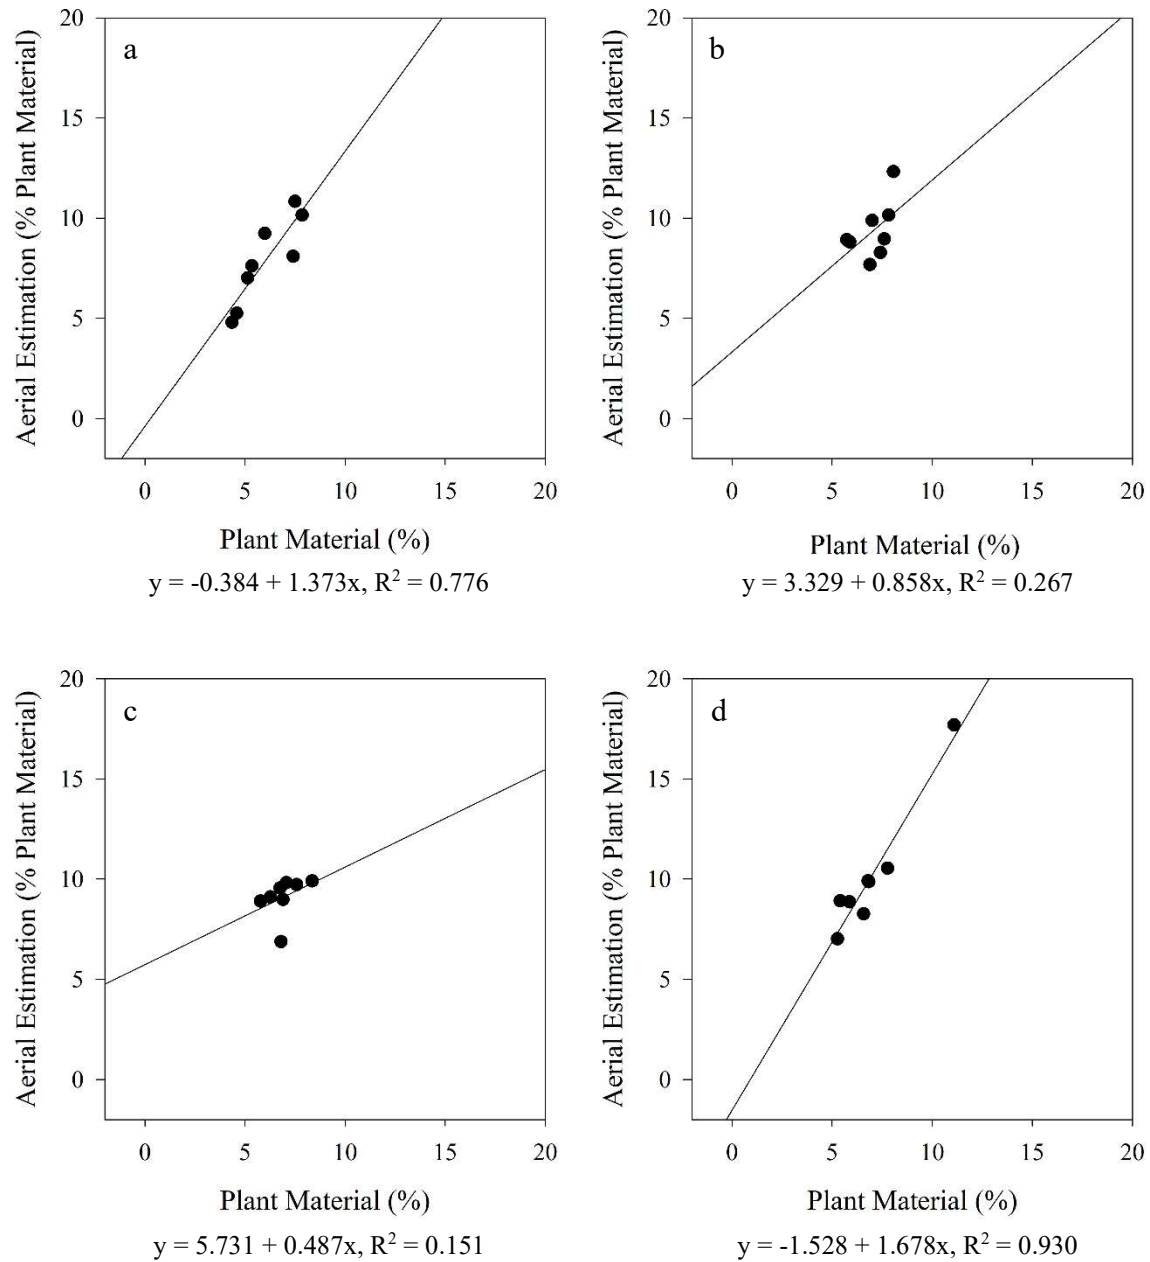 a
20
15
10
5
0
Aerial Estimation (% Plant Material)
0 5 10 15 20
Plant Material (%)
y = -0.384 + 1.373x, R² = 0.776
b
20
15
10
5
0
Aerial Estimation (% Plant Material)
0 5 10 15 20
Plant Material (%)
y = 3.329 + 0.858x, R² = 0.267
c
20
15
10
5
0
Aerial Estimation (% Plant Material)
0 5 10 15 20
Plant Material (%)
y = 5.731 + 0.487x, R² = 0.151
d
20
15
10
5
0
Aerial Estimation (% Plant Material)
0 5 10 15 20
Plant Material (%)
y = -1.528 + 1.678x, R² = 0.930